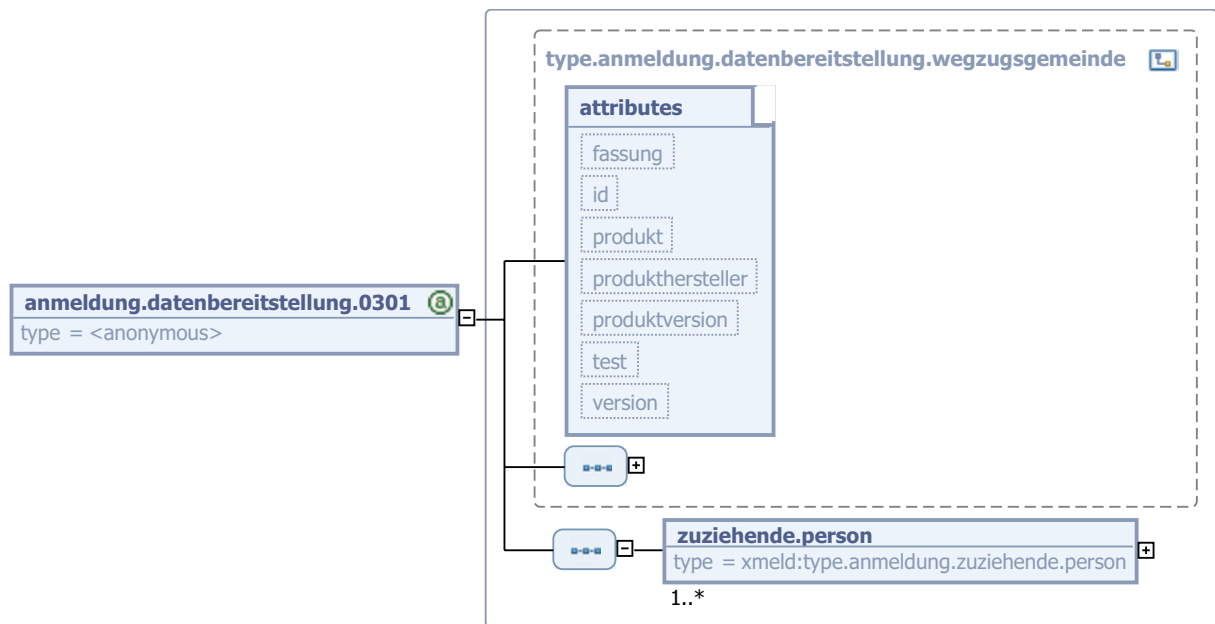 type.anmeldung.datenbereitstellung.wegzugsgemeinde
attributes
fassung
id
produkt
produkthersteller
produktversion
test
version
anmeldung.datenbereitstellung.0301 @
type = <anonymous>
zuziehende.person
type = xmeld:type.anmeldung.zuziehende.person
1..*